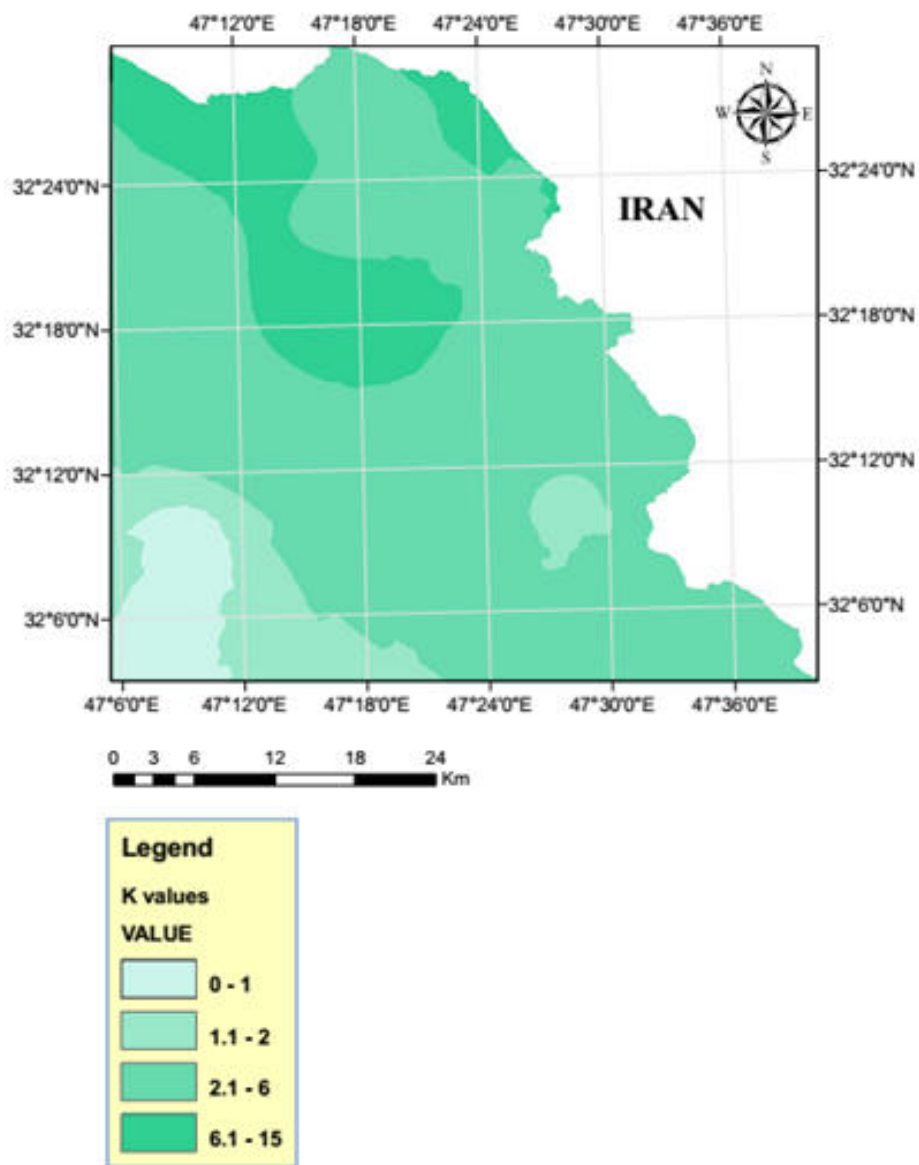 47°12'0"E 47°18'0"E 47°24'0"E 47°30'0"E 47°36'0"E
N
W E
S
32°24'0"N 32°24'0"N
IRAN
32°18'0"N 32°18'0"N
32°12'0"N 32°12'0"N
32°6'0"N 32°6'0"N
47°6'0"E 47°12'0"E 47°18'0"E 47°24'0"E 47°30'0"E 47°36'0"E
0 3 6 12 18 24
Km
Legend
K values
VALUE
0 - 1
1.1 - 2
2.1 - 6
6.1 - 15